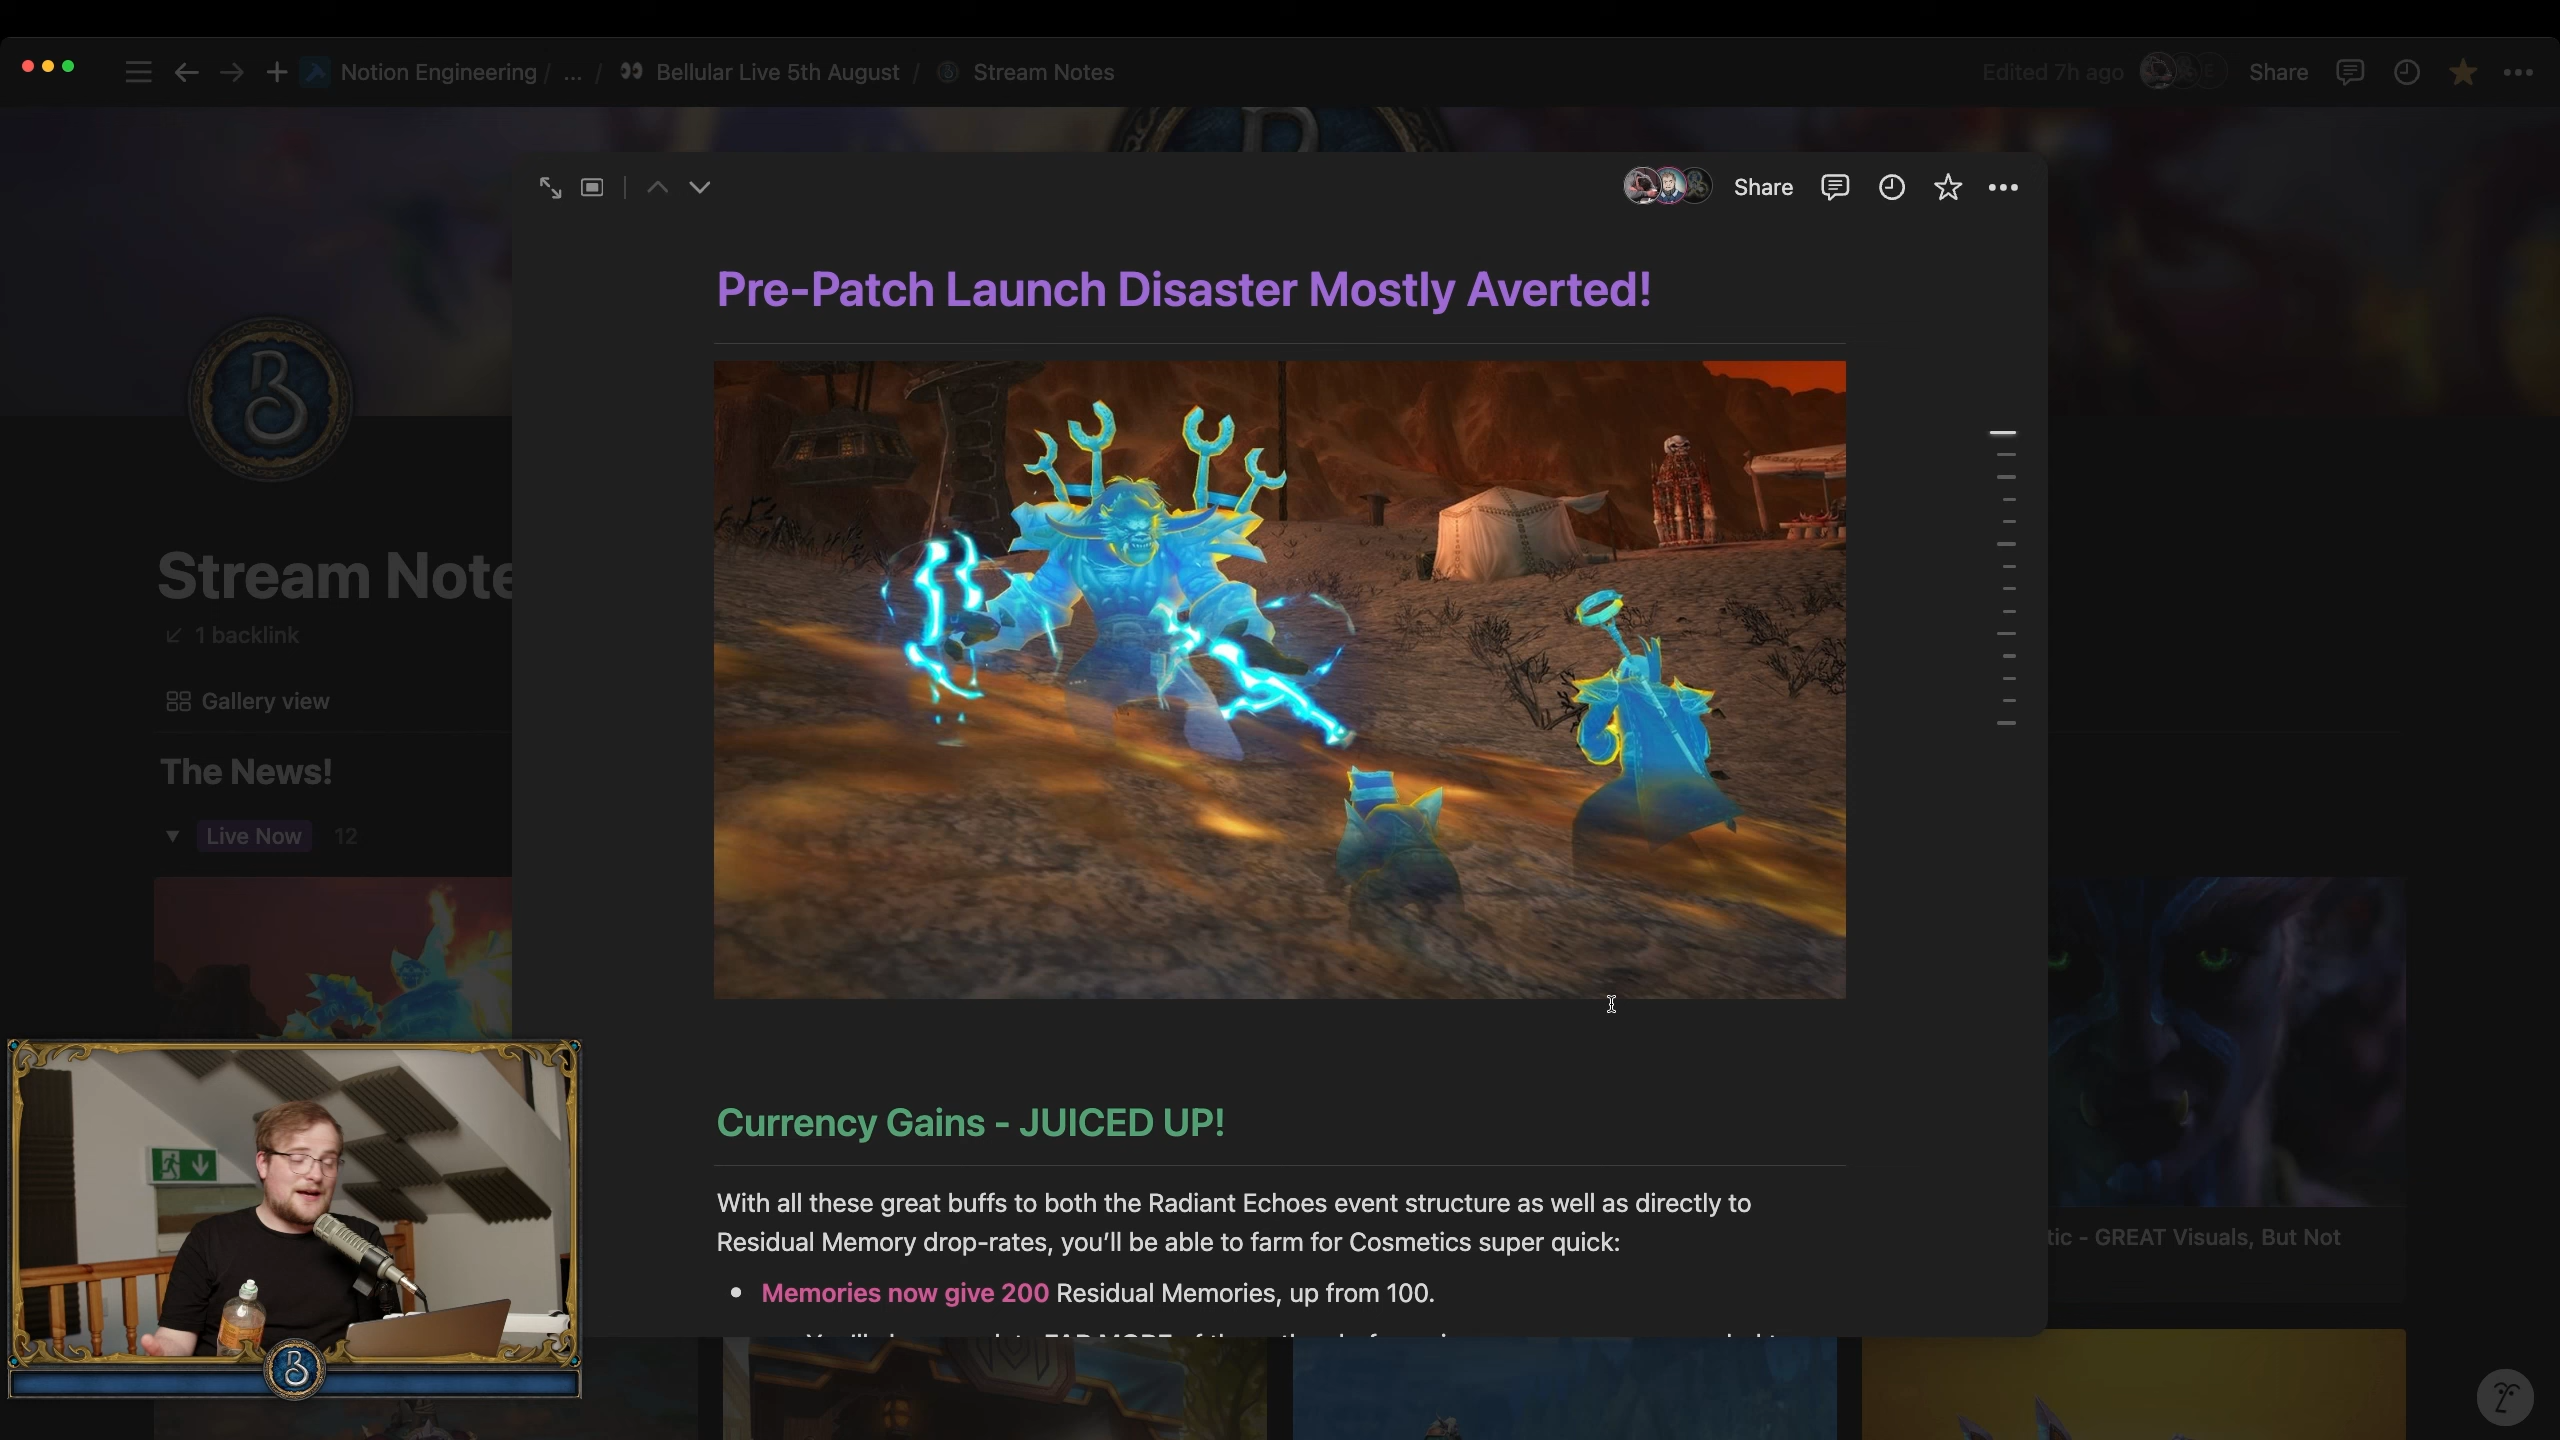 Notion Engineering / ... / 👀 Bellular Live 5th August / Stream Notes
Edited 7h ago Share
Share
Pre-Patch Launch Disaster Mostly Averted!
Stream Note
1 backlink
Gallery view
The News!
Live Now 12
Currency Gains - JUICED UP!
With all these great buffs to both the Radiant Echoes event structure as well as directly to
Residual Memory drop-rates, you'll be able to farm for Cosmetics super quick:
• Memories now give 200 Residual Memories, up from 100.
tic - GREAT Visuals, But Not